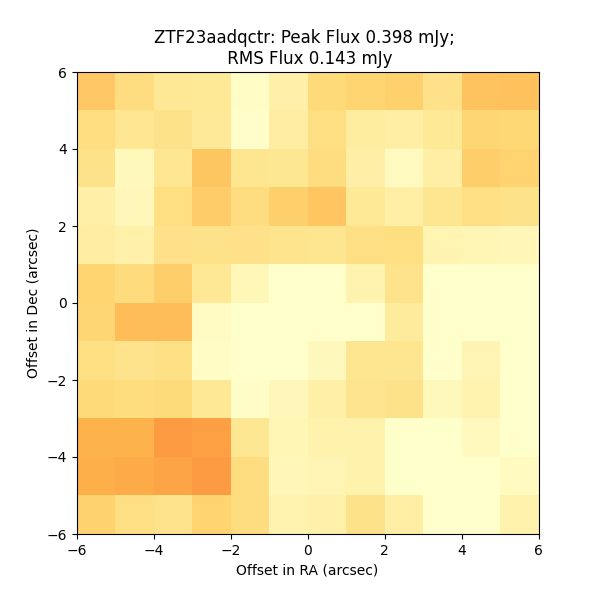 ZTF23aadqctr: Peak Flux 0.398 mJy;
RMS Flux 0.143 mJy
6
4
2
0
−2
−4
−6
Offset in Dec (arcsec)
−6 −4 −2 0 2 4 6
Offset in RA (arcsec)